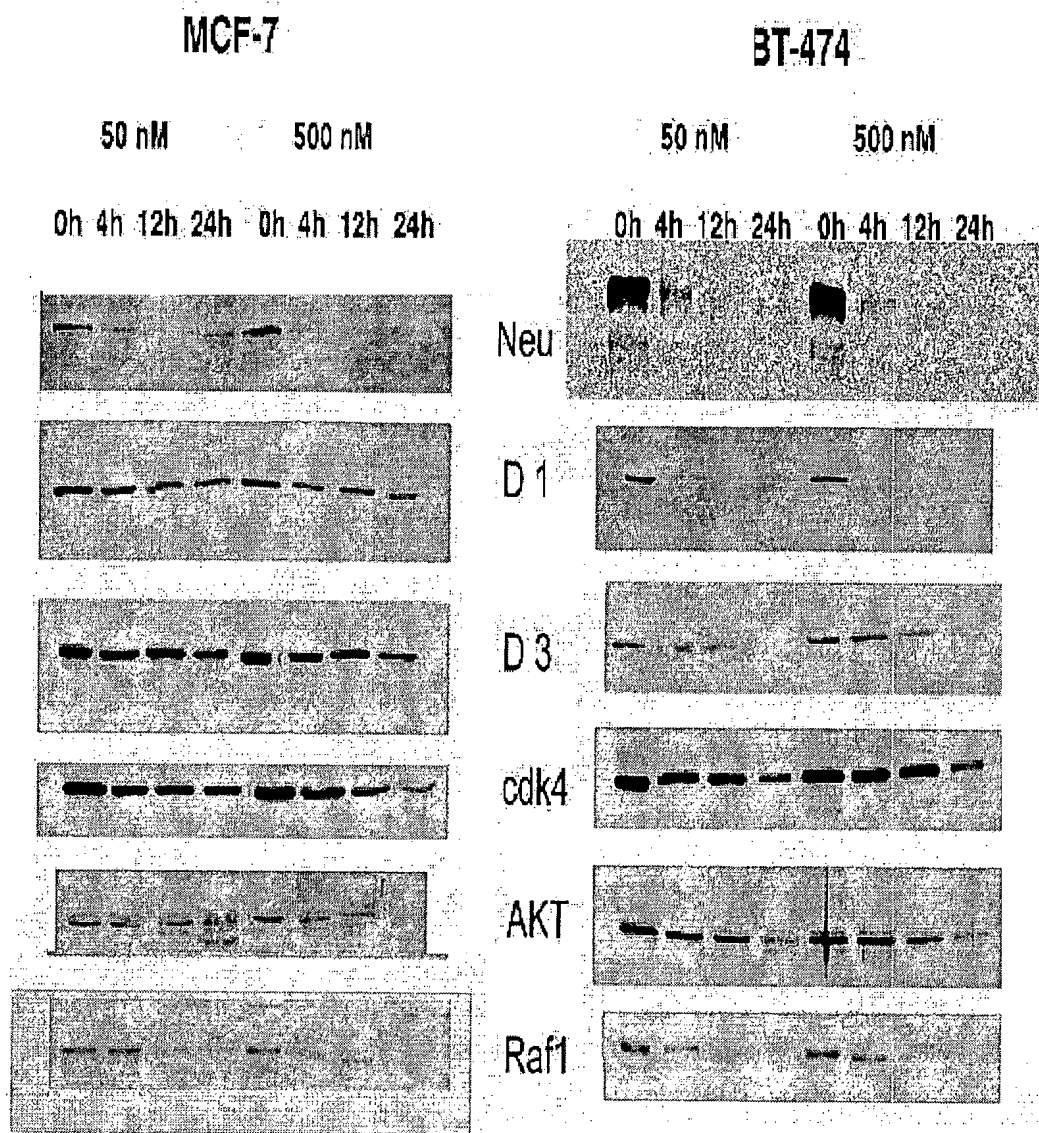 MCF-7 BT-474
50 nM 500 nM 50 nM 500 nM
0h 4h 12h 24h 0h 4h 12h 24h 0h 4h 12h 24h 0h 4h 12h 24h
Neu
D 1
D 3
cdk4
AKT
Raf1